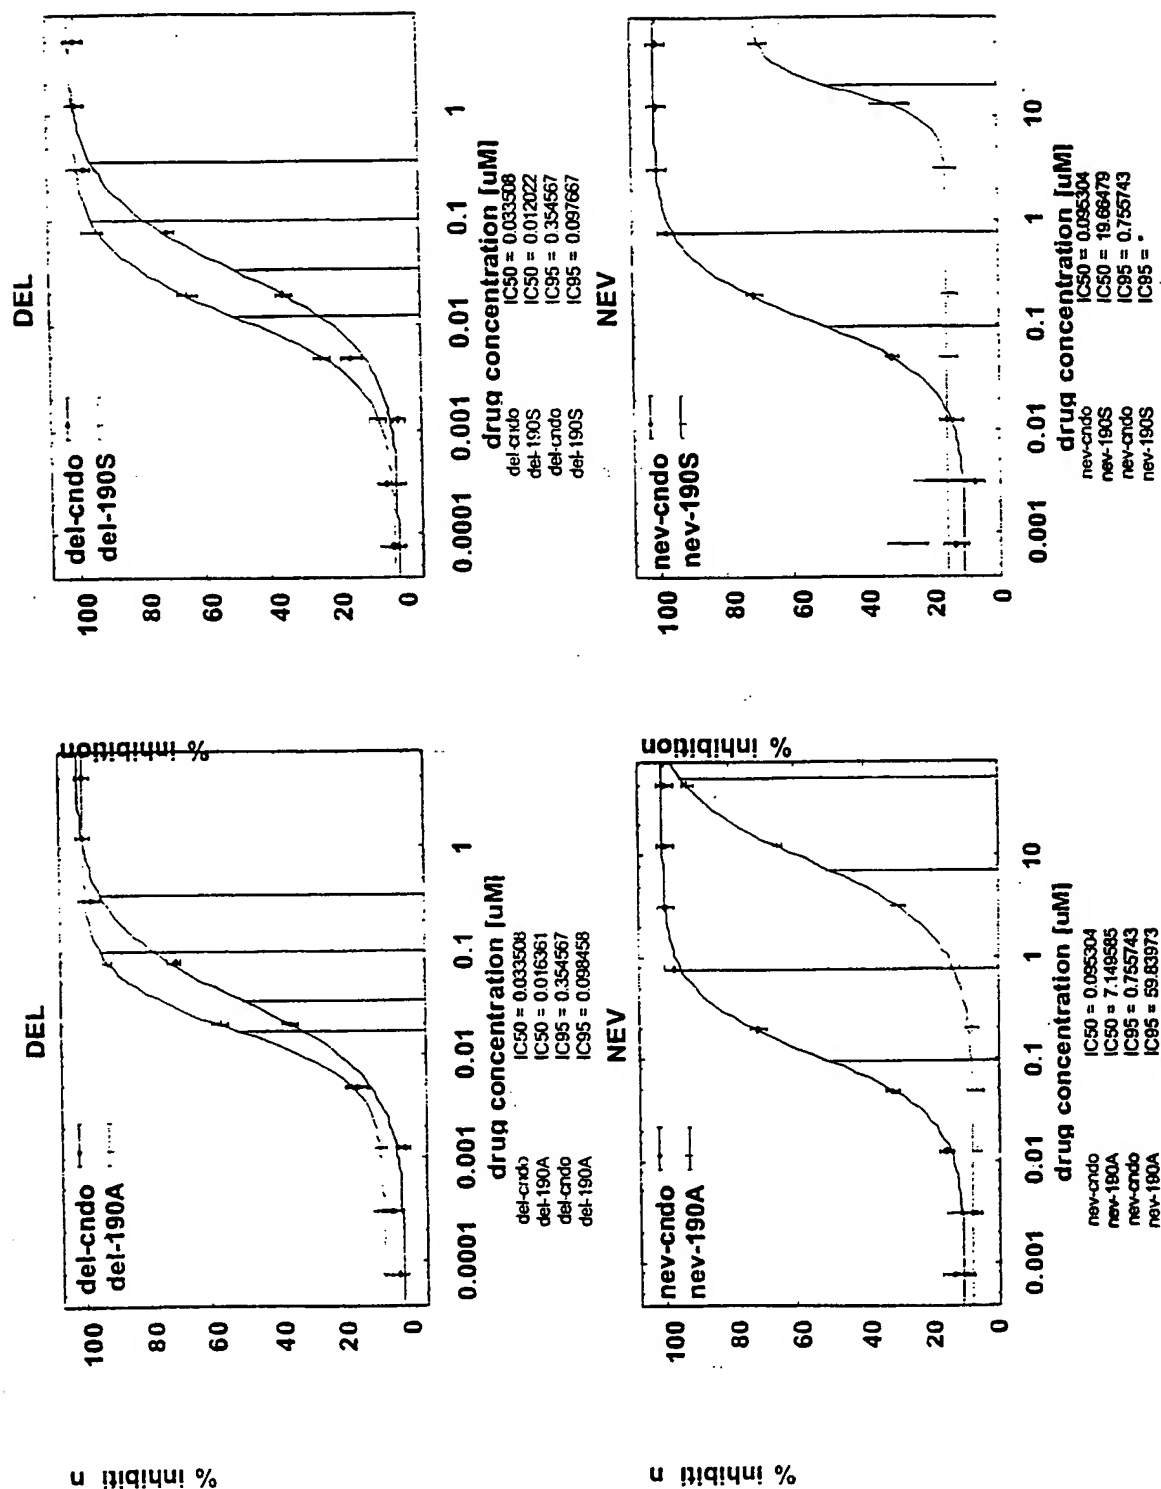 DEL
% inhibiti n
100
80
60
40
20
0
del-cndo
del-190A
0.0001
0.001
0.01
0.1
1
drug concentration [uM]
del-cndo IC50 = 0.033508
del-190A IC50 = 0.016361
del-cndo IC95 = 0.354567
del-190A IC95 = 0.098458
DEL
% inhibition
100
80
60
40
20
0
del-cndo
del-190S
0.0001
0.001
0.01
0.1
1
drug concentration [uM]
del-cndo IC50 = 0.033508
del-190S IC50 = 0.012022
del-cndo IC95 = 0.354567
del-190S IC95 = 0.097667
NEV
% inhibiti n
100
80
60
40
20
0
nev-cndo
nev-190A
0.001
0.01
0.1
1
10
drug concentration [uM]
nev-cndo IC50 = 0.095304
nev-190A IC50 = 7.149585
nev-cndo IC95 = 0.755743
nev-190A IC95 = 59.83973
NEV
% inhibition
100
80
60
40
20
0
nev-cndo
nev-190S
0.001
0.01
0.1
1
10
drug concentration [uM]
nev-cndo IC50 = 0.095304
nev-190S IC50 = 19.66479
nev-cndo IC95 = 0.755743
nev-190S IC95 = *